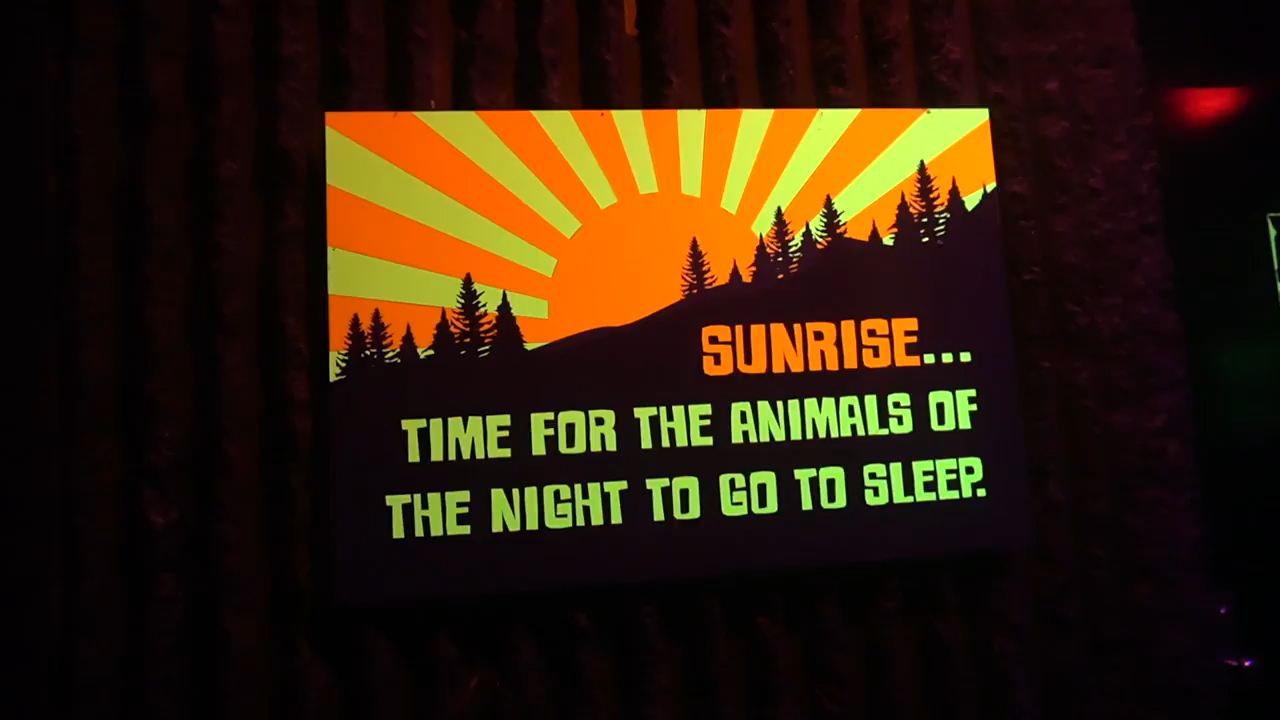 SUNRISE...
TIME FOR THE ANIMALS OF
THE NIGHT TO GO TO SLEEP.